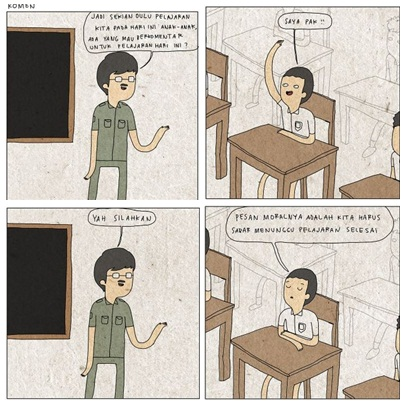 KOMEN
JADI SEKIAN DULU PELAJARAN
KITA PADA HARI INI ANAK-ANAK,
ADA YANG MAU BERKOMENTAR
UNTUK PELAJARAN HARI INI ?
SAYA PAK !!
YAH SILAHKAN
PESAN MORALNYA ADALAH KITA HARUS
SABAR MENUNGGU PELAJARAN SELESAI